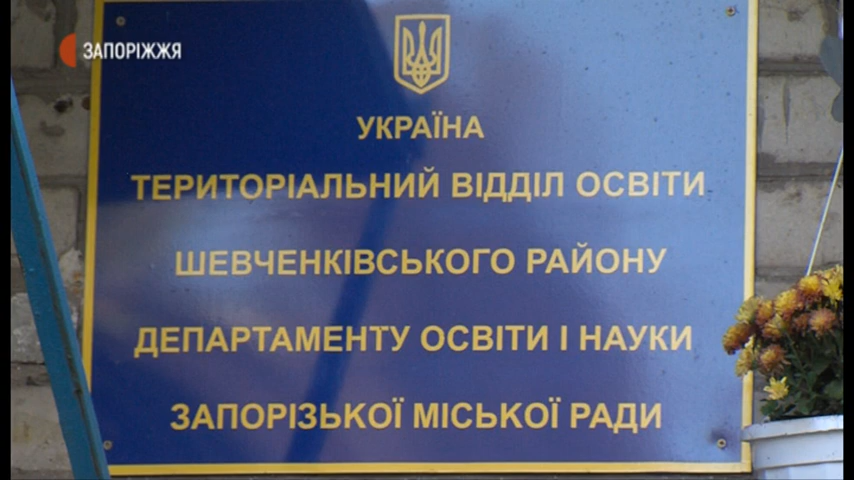 ЗАПОРІЖЖЯ
УКРАЇНА
ТЕРИТОРІАЛЬНИЙ ВІДДІЛ ОСВІТИ
ШЕВЧЕНКІВСЬКОГО РАЙОНУ
ДЕПАРТАМЕНТУ ОСВІТИ І НАУКИ
ЗАПОРІЗЬКОЇ МІСЬКОЇ РАДИ